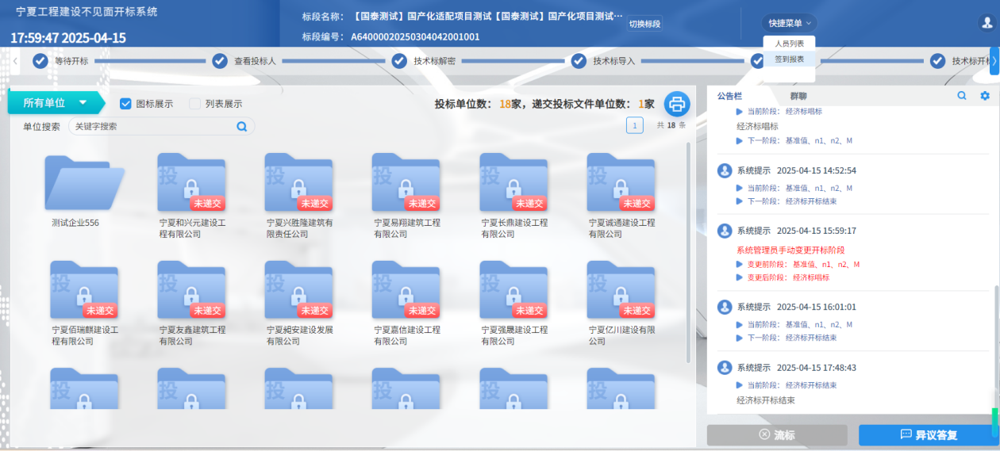 宁夏工程建设不见面开标系统
17:59:47 2025-04-15
标段名称： 【国泰测试】国产化适配项目测试【国泰测试】国产化项目测试…
标段编号： A64000020250304042001001
切换标段
快捷菜单
人员列表
签到报表
等待开标
查看投标人
技术标解密
技术标导入
技术标开标
所有单位
图标展示
列表展示
投标单位数： 18家，递交投标文件单位数： 1家
单位搜索
关键字搜索
1
共 18 条
测试企业556
投
未递交
宁夏和兴元建设工
程有限公司
投
未递交
宁夏兴胜隆建筑有
限责任公司
投
未递交
宁夏易翔建筑工程
有限公司
投
未递交
宁夏长鼎建设工程
有限公司
投
未递交
宁夏诚通建设工程
有限公司
投
未递交
宁夏佰瑞麒建设工
程有限公司
投
未递交
宁夏友鑫建筑工程
有限公司
投
未递交
宁夏昶安建设发展
有限公司
投
未递交
宁夏嘉信建设工程
有限公司
投
未递交
宁夏强晟建设工程
有限公司
投
未递交
宁夏亿川建设有限
公司
投
投
投
投
投
投
公告栏
群聊
当前阶段： 经济标唱标
经济标唱标
下一阶段： 基准值、n1、n2、M
系统提示 2025-04-15 14:52:54
当前阶段： 基准值、n1、n2、M
下一阶段： 经济标开标结束
系统提示 2025-04-15 15:59:17
系统管理员手动变更开标阶段
变更前阶段： 基准值、n1、n2、M
变更后阶段： 经济标唱标
系统提示 2025-04-15 16:01:01
当前阶段： 基准值、n1、n2、M
下一阶段： 经济标开标结束
系统提示 2025-04-15 17:48:43
当前阶段： 经济标开标结束
经济标开标结束
流标
异议答复